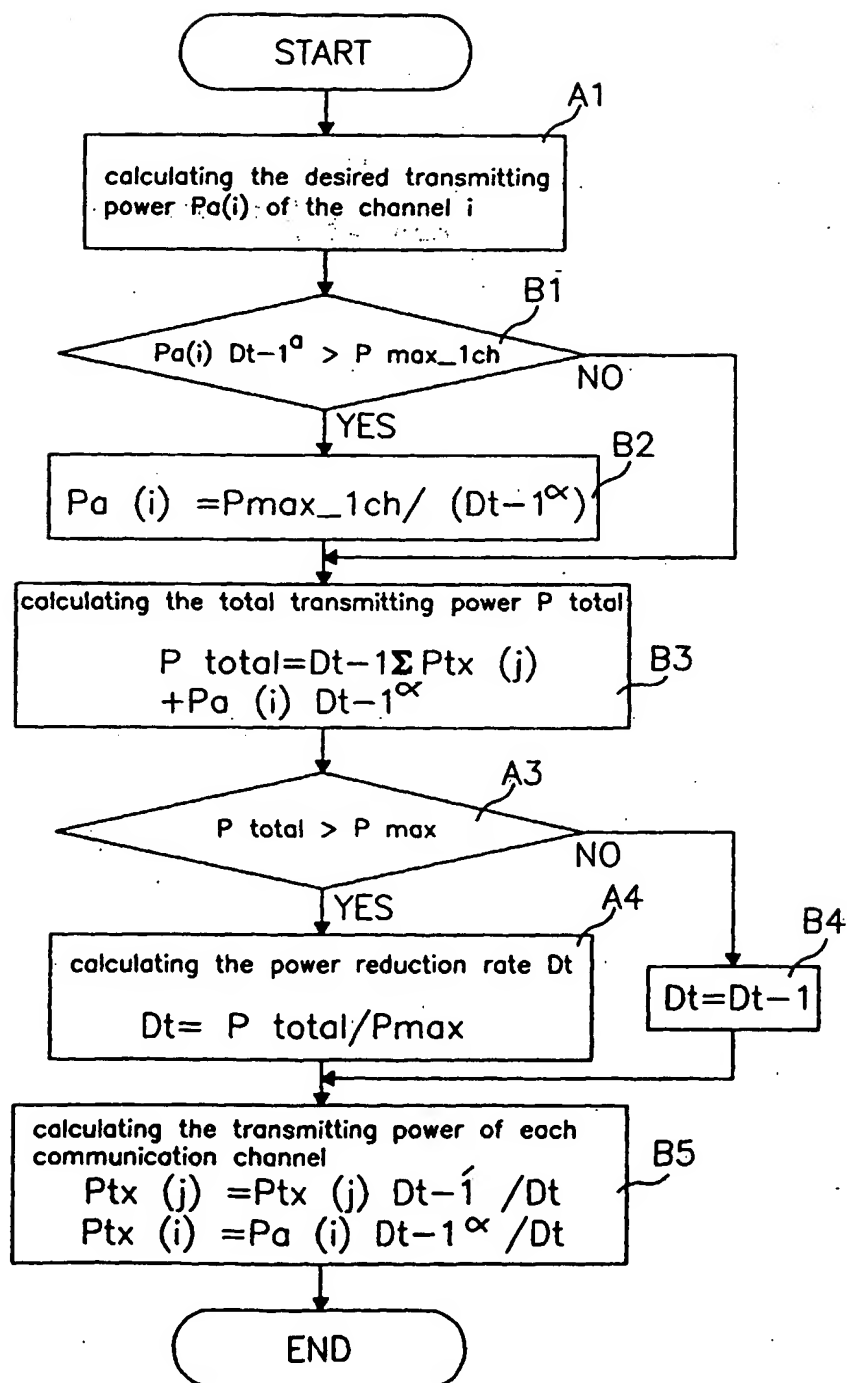 START
A1
calculating the desired transmitting
power Pa(i) of the channel i
B1
Pa(i) Dt-1^a > P max_1ch
NO
YES
B2
Pa (i) =Pmax_1ch/ (Dt-1^α)
calculating the total transmitting power P total
P total=Dt-1Σ Ptx (j)
+Pa (i) Dt-1^α
B3
A3
P total > P max
NO
YES
A4
B4
calculating the power reduction rate Dt
Dt= P total/Pmax
Dt=Dt-1
calculating the transmitting power of each
communication channel
Ptx (j) =Ptx (j) Dt-1 /Dt
Ptx (i) =Pa (i) Dt-1^α /Dt
B5
END